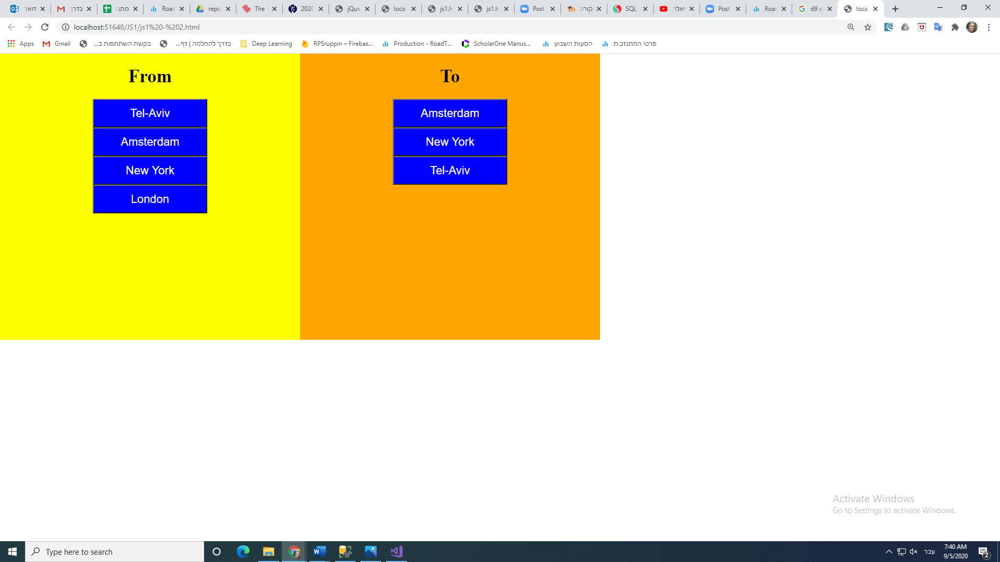 דואר
בדרך
מתנ
Road
repo
The
2020
jQue
local
js1.h
js1.h
Post
קורס
SQL
יאלה
Post
Road
d9 cl
local
localhost:51648/JS1/js1%20-%202.html
Apps
Gmail
בקשת השתתפות ב...
בדרך להחלמה | דף...
Deep Learning
RPSruppin – Firebas...
Production - RoadT...
ScholarOne Manus...
הסעות השבוע
פרטי המתנדב.ת
From
Tel-Aviv
Amsterdam
New York
London
To
Amsterdam
New York
Tel-Aviv
Activate Windows
Go to Settings to activate Windows.
Type here to search
עבר
7:40 AM
9/5/2020
2